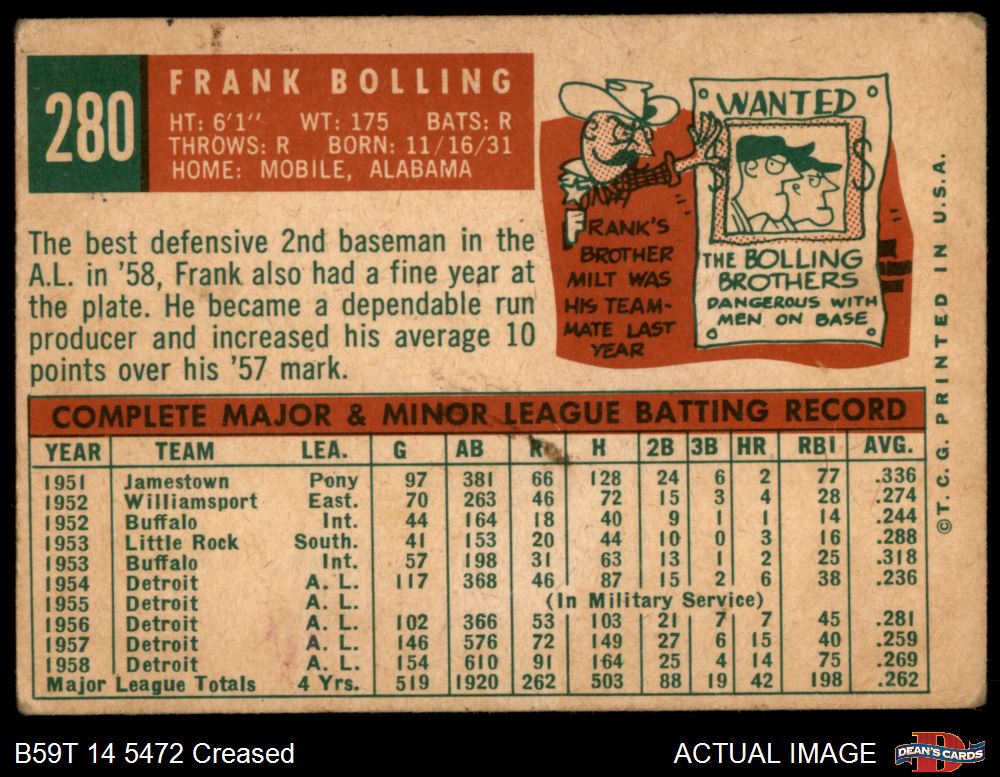 280
FRANK BOLLING
HT: 6'1" WT: 175 BATS: R
THROWS: R BORN: 11/16/31
HOME: MOBILE, ALABAMA
The best defensive 2nd baseman in the
A.L. in '58, Frank also had a fine year at
the plate. He became a dependable run
producer and increased his average 10
points over his '57 mark.
FRANK'S
BROTHER
MILT WAS
HIS TEAM-
MATE LAST
YEAR
WANTED
$ $
THE BOLLING
BROTHERS
DANGEROUS WITH
MEN ON BASE
©T. C. G. PRINTED IN U.S.A.
COMPLETE MAJOR & MINOR LEAGUE BATTING RECORD
YEAR TEAM LEA. G AB R H 2B 3B HR RBI AVG.
1951 Jamestown Pony 97 381 66 128 24 6 2 77 .336
1952 Williamsport East. 70 263 46 72 15 3 4 28 .274
1952 Buffalo Int. 44 164 18 40 9 1 1 14 .244
1953 Little Rock South. 41 153 20 44 10 0 3 16 .288
1953 Buffalo Int. 57 198 31 63 13 1 2 25 .318
1954 Detroit A. L. 117 368 46 87 15 2 6 38 .236
1955 Detroit A. L. (In Military Service)
1956 Detroit A. L. 102 366 53 103 21 7 7 45 .281
1957 Detroit A. L. 146 576 72 149 27 6 15 40 .259
1958 Detroit A. L. 154 610 91 164 25 4 14 75 .269
Major League Totals 4 Yrs. 519 1920 262 503 88 19 42 198 .262
B59T 14 5472 Creased
ACTUAL IMAGE
DEAN'S CARDS